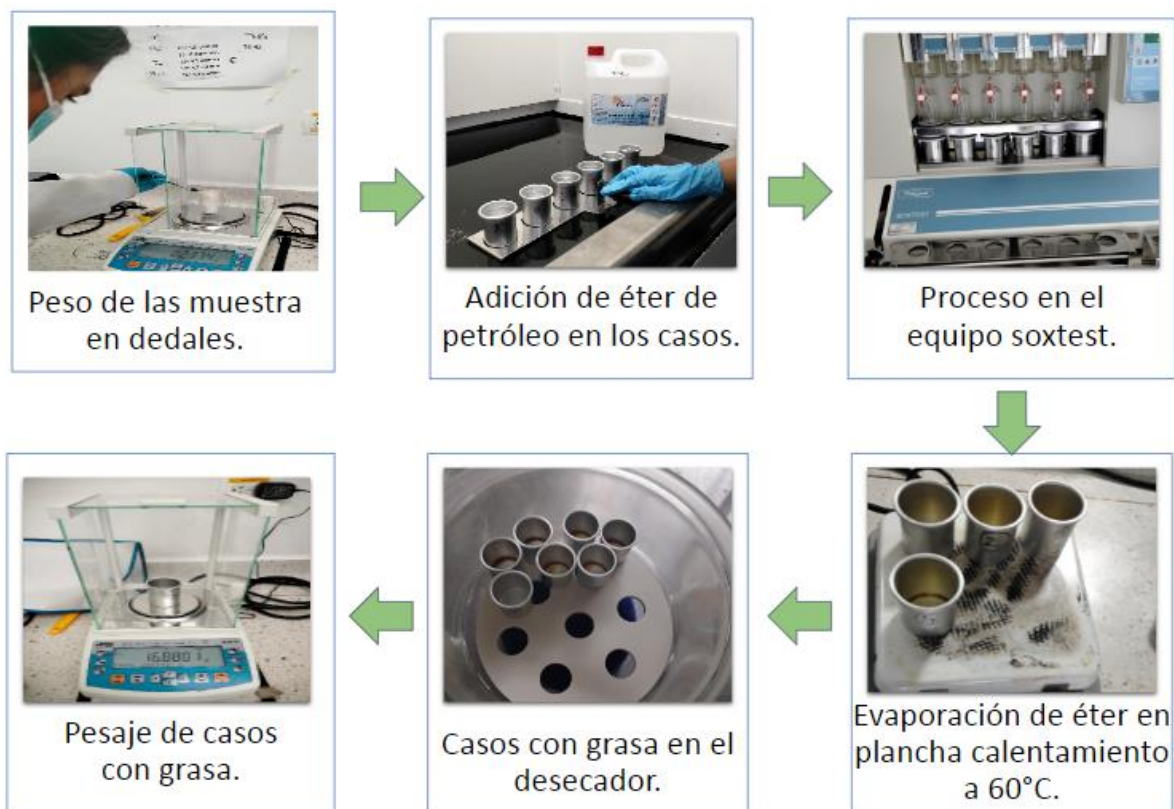 Peso de las muestra
en dedales.
Adición de éter de
petróleo en los casos.
Proceso en el
equipo soxtest.
Pesaje de casos
con grasa.
Casos con grasa en el
desecador.
Evaporación de éter en
plancha calentamiento
a 60°C.